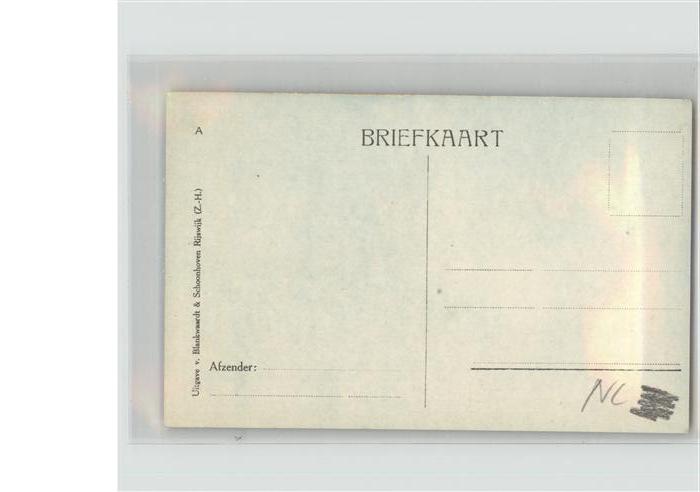 A
BRIEFKAART
Uitgave v. Blankwaardt & Schoonhoven Rijswijk (Z.-H.)
Afzender:
NL